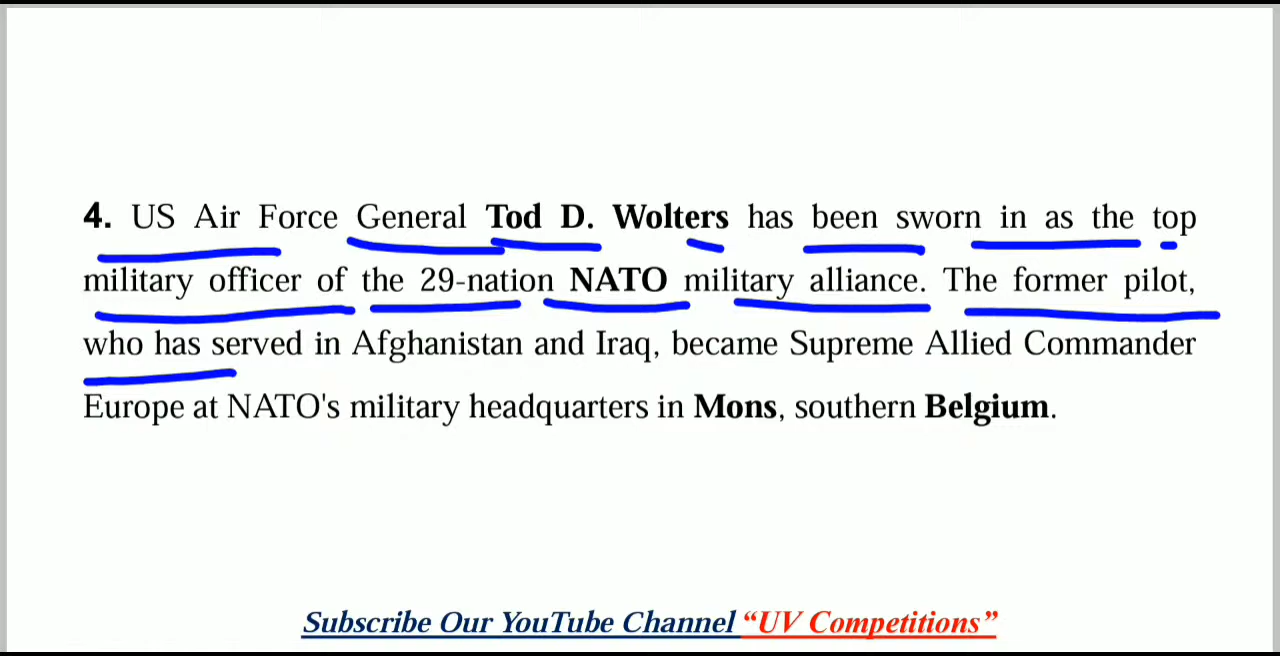 4. US Air Force General Tod D. Wolters has been sworn in as the top
military officer of the 29-nation NATO military alliance. The former pilot,
who has served in Afghanistan and Iraq, became Supreme Allied Commander
Europe at NATO's military headquarters in Mons, southern Belgium.
Subscribe Our YouTube Channel “UV Competitions”